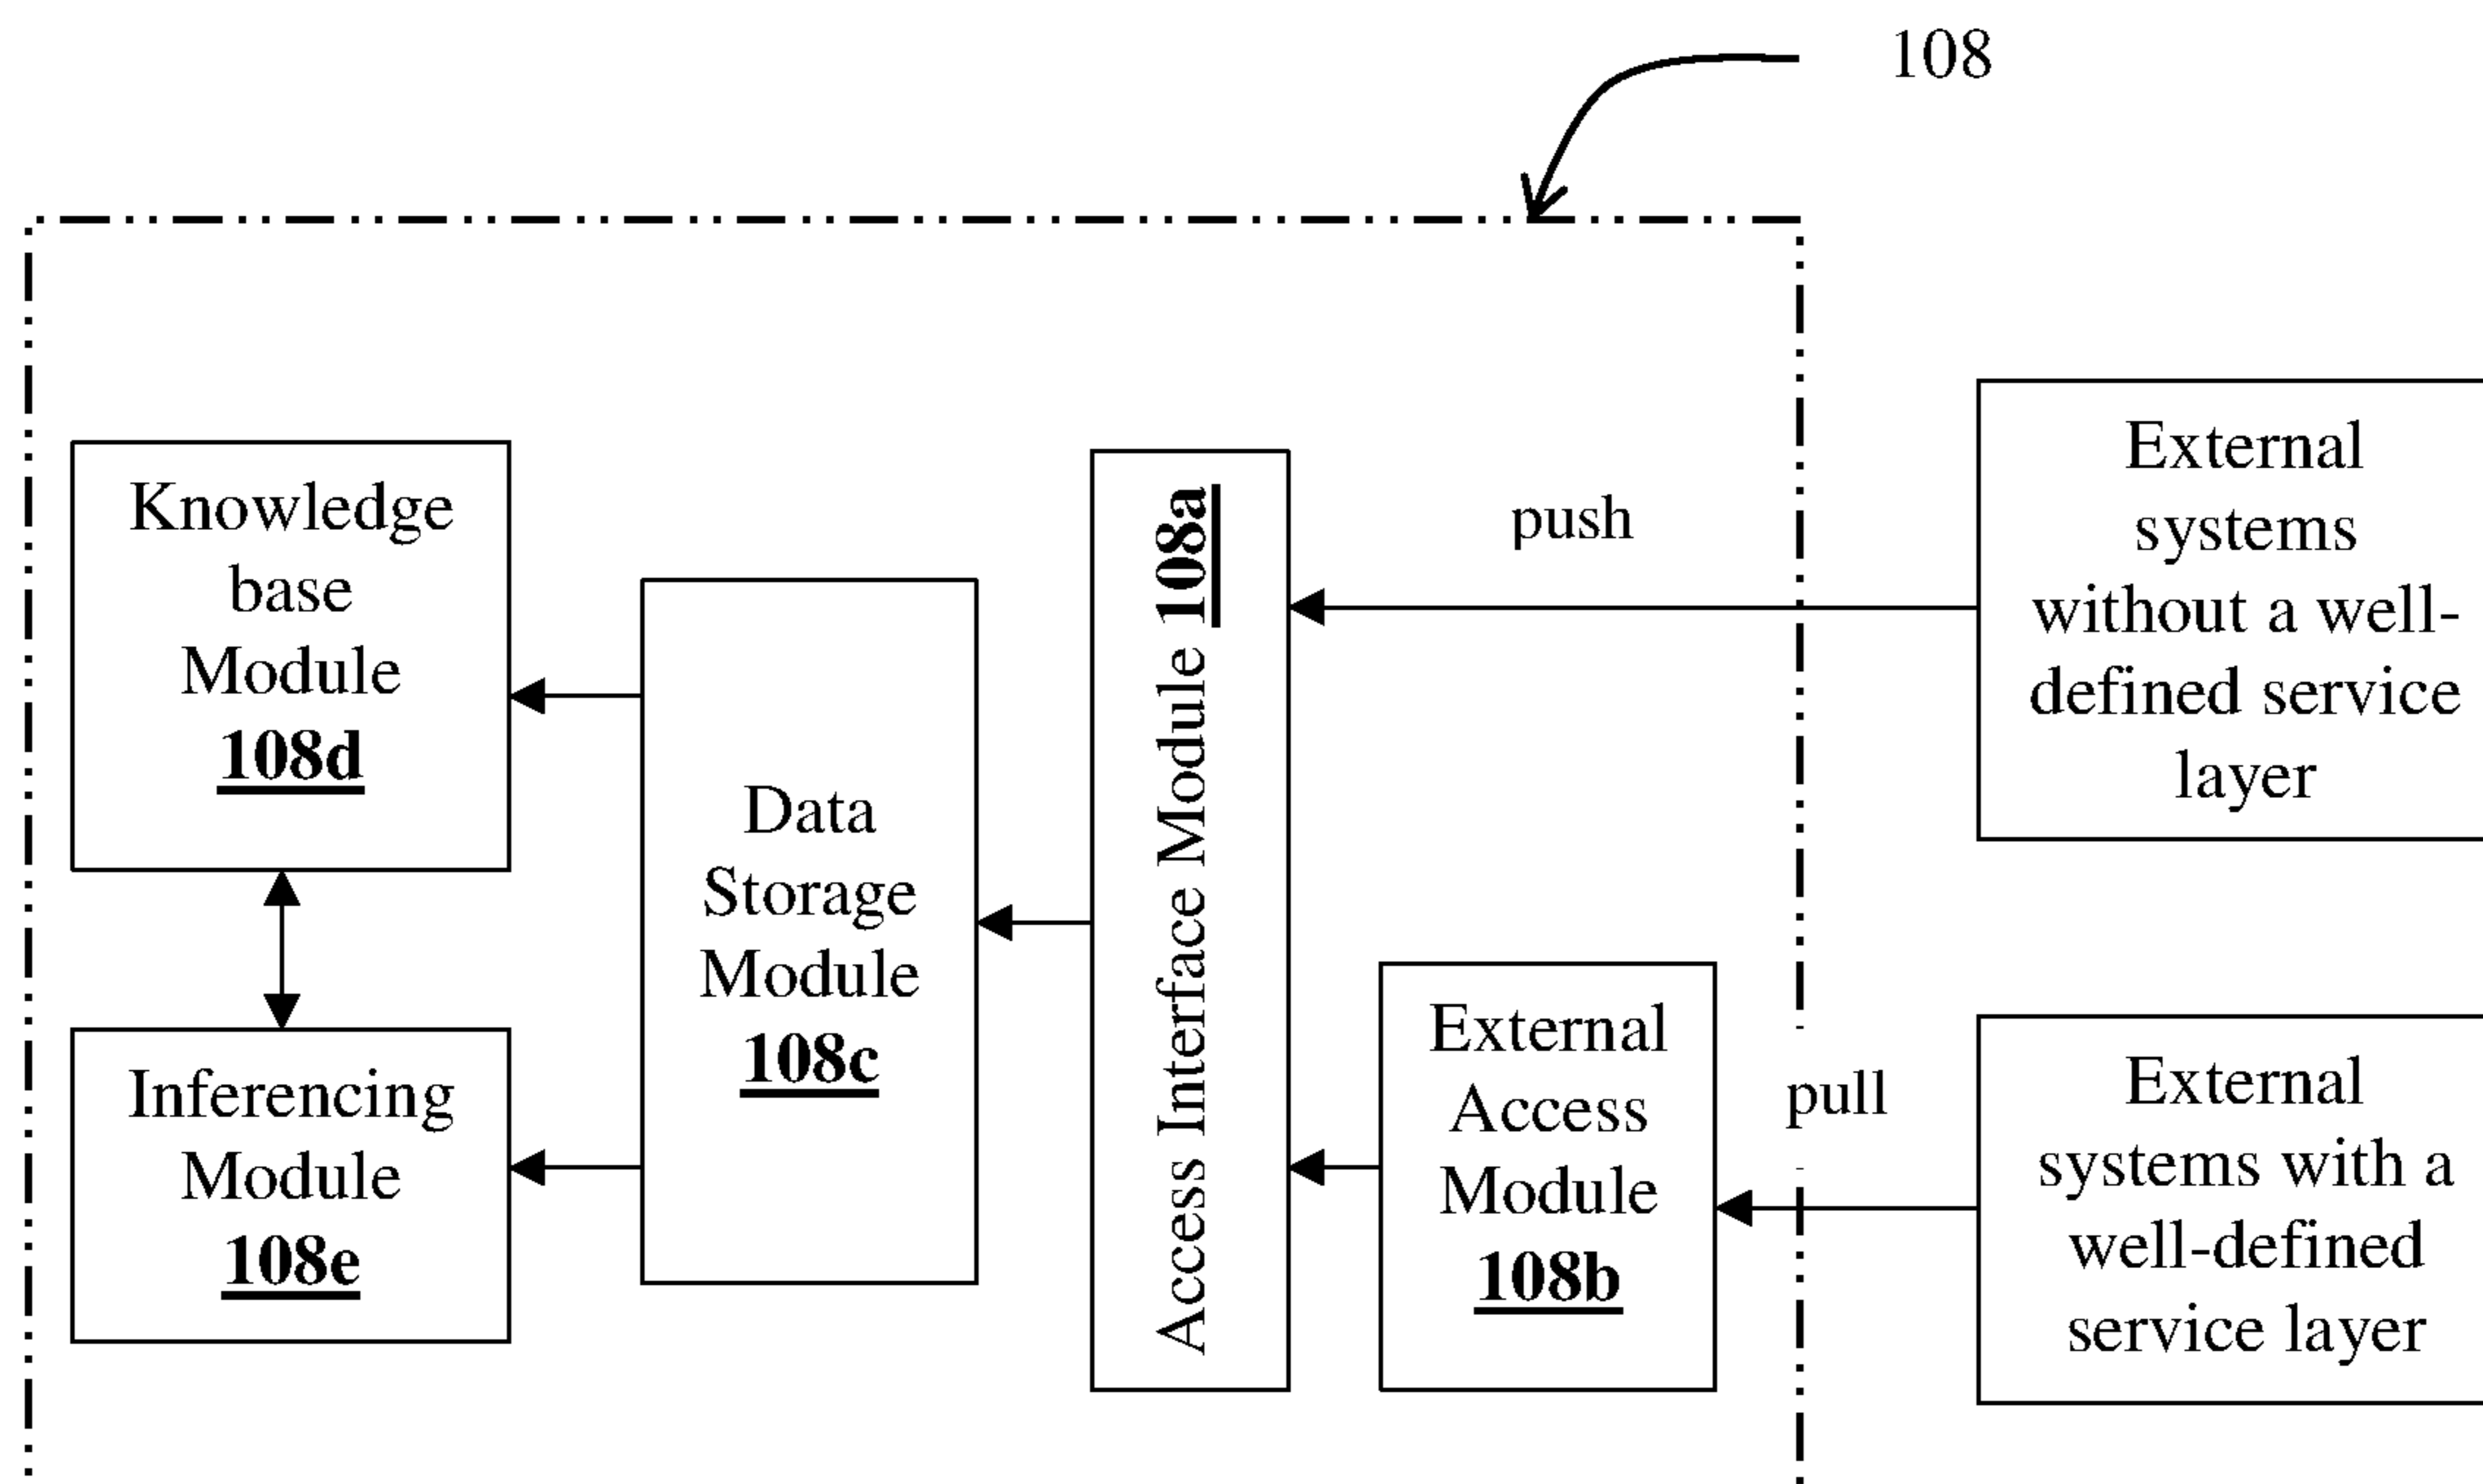 108
Knowledge
base
Module
108d
Inferencing
Module
108e
Data
Storage
Module
108c
Access Interface Module 108a
push
External
Access
Module
108b
pull
External
systems
without a well-
defined service
layer
External
systems with a
well-defined
service layer